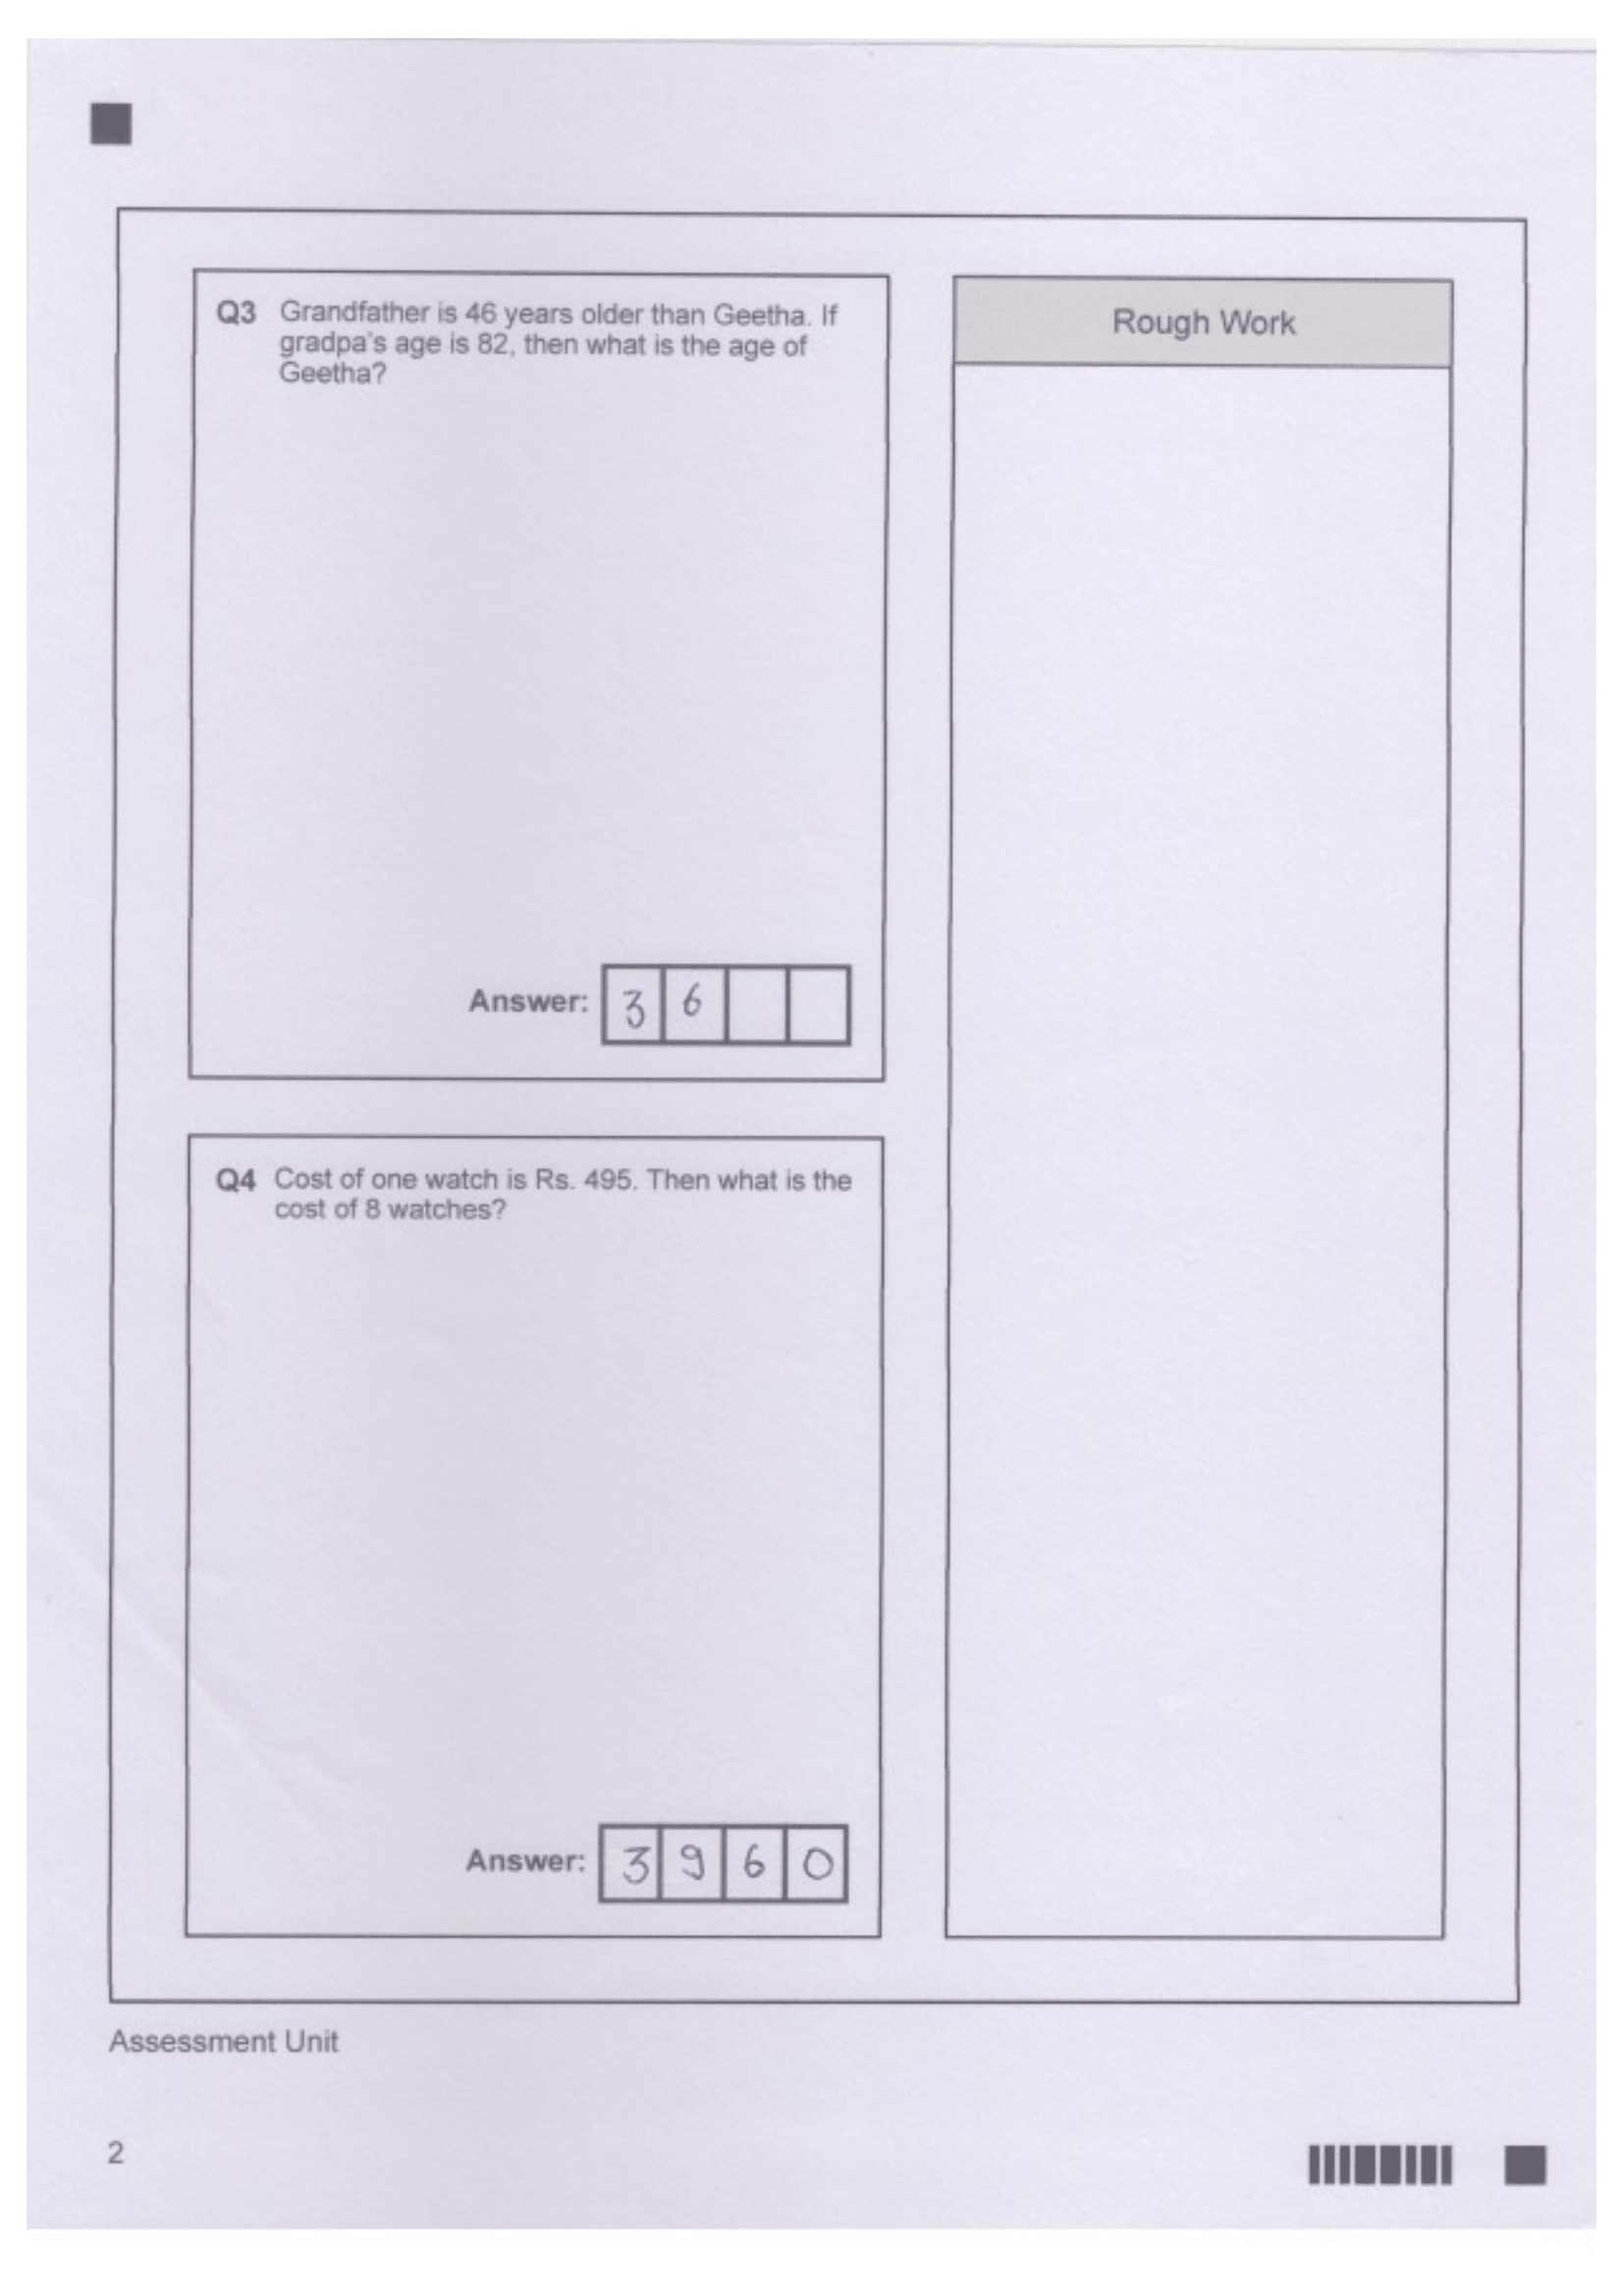 Q3 Grandfather is 46 years older than Geetha. If
gradpa's age is 82, then what is the age of
Geetha?
Answer: 3 6
Q4 Cost of one watch is Rs. 495. Then what is the
cost of 8 watches?
Answer: 3 9 6 0
Rough Work
Assessment Unit
2